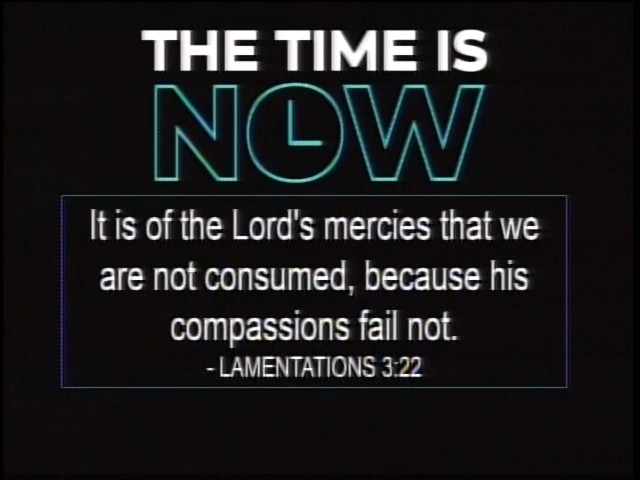 THE TIME IS
NOW
It is of the Lord's mercies that we
are not consumed, because his
compassions fail not.
- LAMENTATIONS 3:22